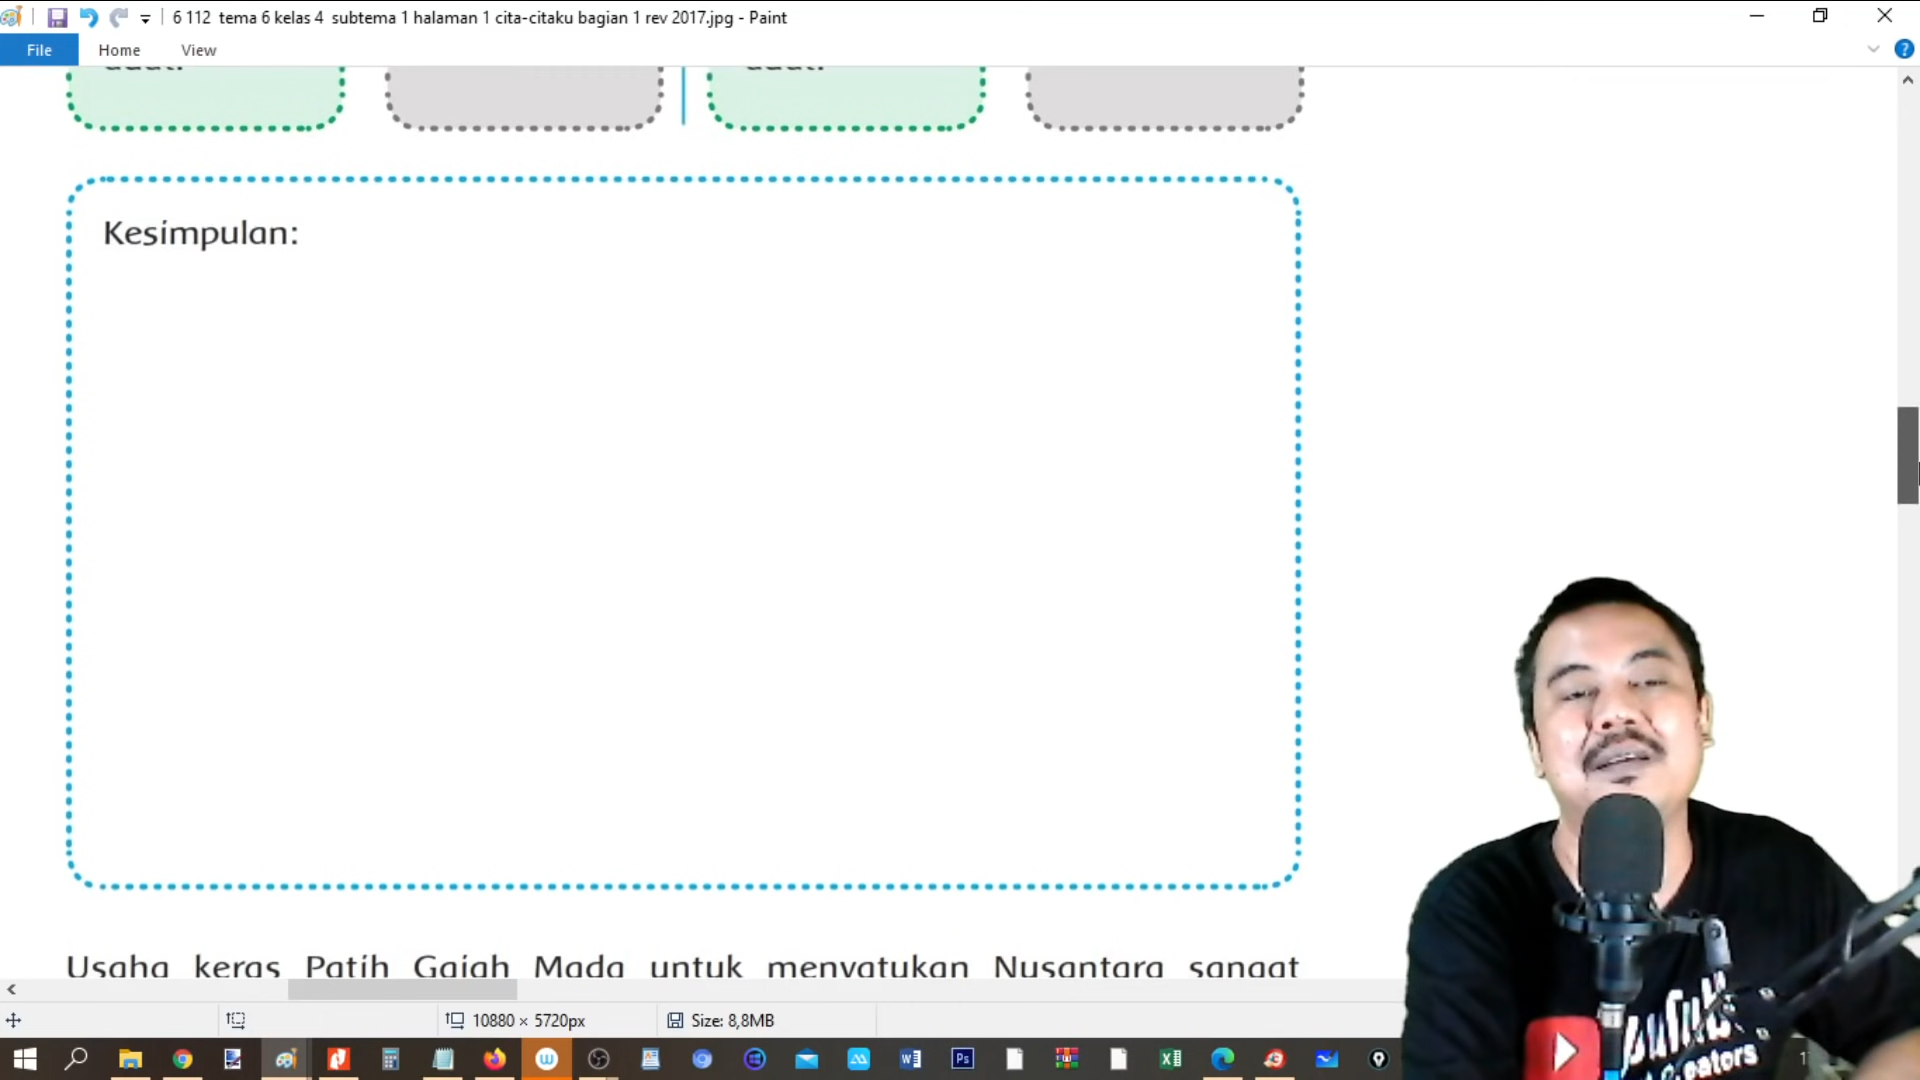 6 112 tema 6 kelas 4 subtema 1 halaman 1 cita-citaku bagian 1 rev 2017.jpg - Paint
File Home View
Kesimpulan:
Usaha keras Patih Gajah Mada untuk menyatukan Nusantara sangat
10880 × 5720px
Size: 8,8MB